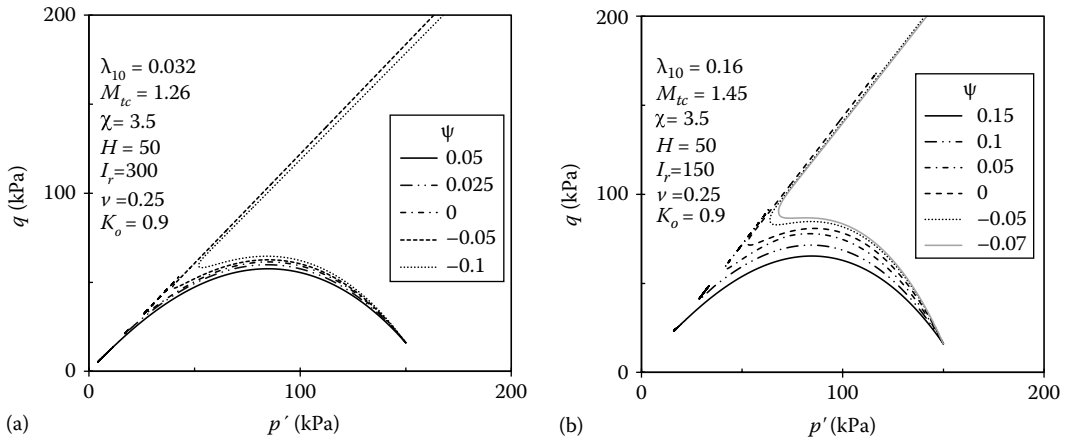 200
λ10 = 0.032
Mtc = 1.26
χ= 3.5
H = 50
Ir=300
ν =0.25
Ko = 0.9
ψ
0.05
0.025
0
−0.05
−0.1
100
0
0
100
200
q (kPa)
p´ (kPa)
(a)
200
λ10 = 0.16
Mtc = 1.45
χ= 3.5
H = 50
Ir=150
ν =0.25
Ko = 0.9
ψ
0.15
0.1
0.05
0
−0.05
−0.07
100
0
0
100
200
q (kPa)
p′ (kPa)
(b)